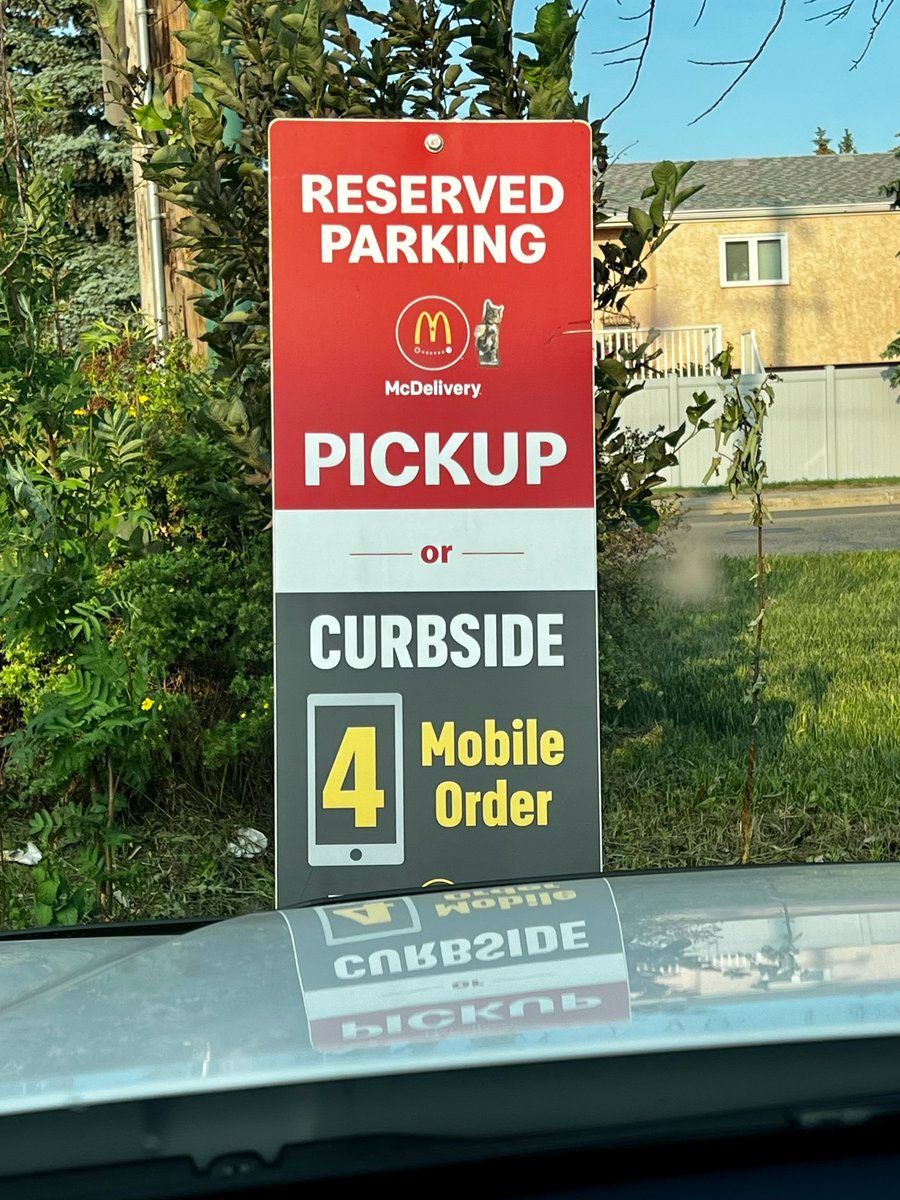 RESERVED
PARKING
McDelivery
PICKUP
or
CURBSIDE
4
Mobile
Order